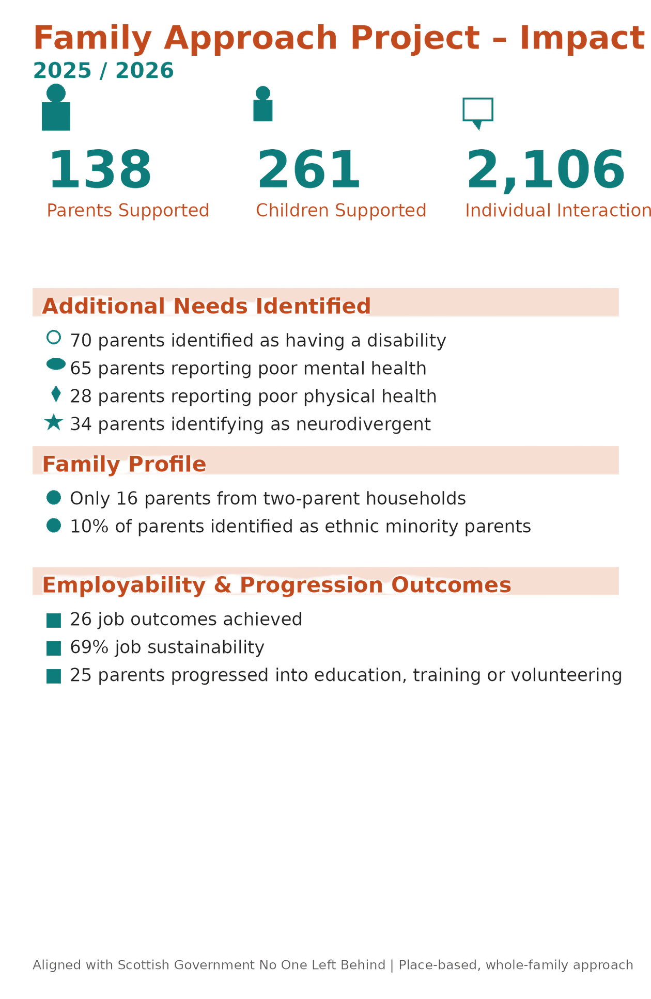 Family Approach Project – Impact
2025 / 2026
138
261
2,106
Parents Supported
Children Supported
Individual Interaction
Additional Needs Identified
70 parents identified as having a disability
65 parents reporting poor mental health
28 parents reporting poor physical health
34 parents identifying as neurodivergent
Family Profile
Only 16 parents from two-parent households
10% of parents identified as ethnic minority parents
Employability & Progression Outcomes
26 job outcomes achieved
69% job sustainability
25 parents progressed into education, training or volunteering
Aligned with Scottish Government No One Left Behind | Place-based, whole-family approach